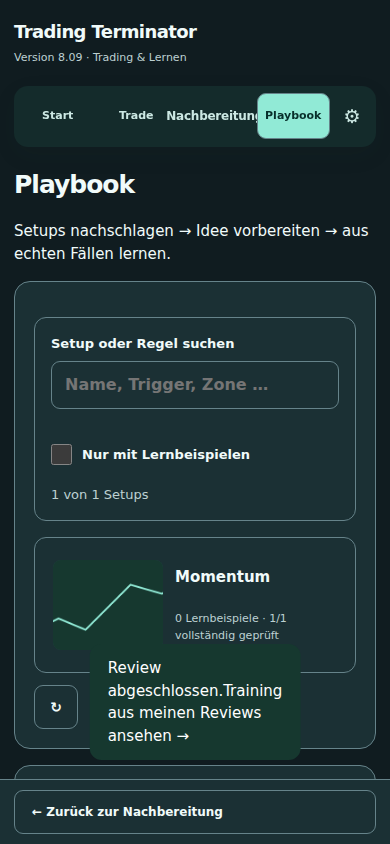 Trading Terminator
Version 8.09 · Trading & Lernen
Start Trade Nachbereitung Playbook ⚙
Playbook
Setups nachschlagen → Idee vorbereiten → aus
echten Fällen lernen.
Setup oder Regel suchen
Name, Trigger, Zone …
Nur mit Lernbeispielen
1 von 1 Setups
Momentum
0 Lernbeispiele · 1/1
vollständig geprüft
↻
Review
abgeschlossen.Training
aus meinen Reviews
ansehen →
← Zurück zur Nachbereitung